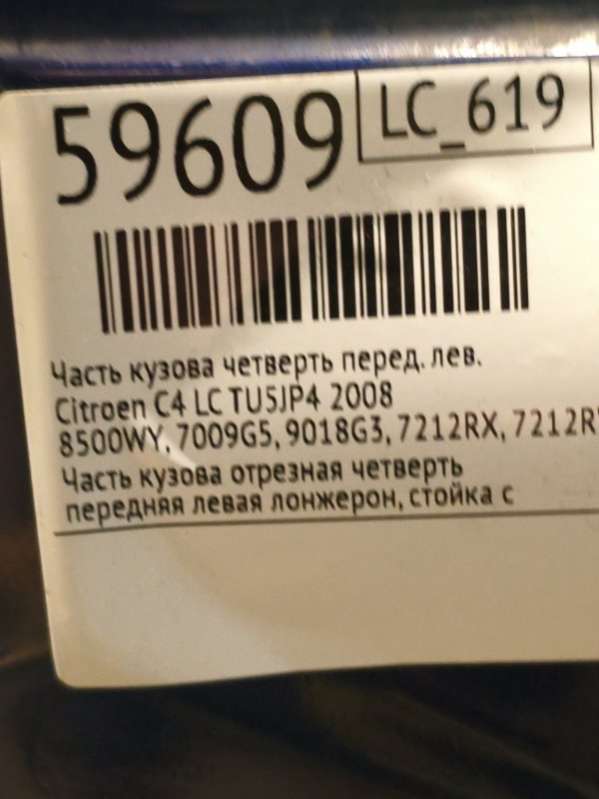 59609
LC_619
Часть кузова четверть перед. лев.
Citroen C4 LC TU5JP4 2008
8500WY, 7009G5, 9018G3, 7212RX, 7212R
Часть кузова отрезная четверть
передняя левая лонжерон, стойка с